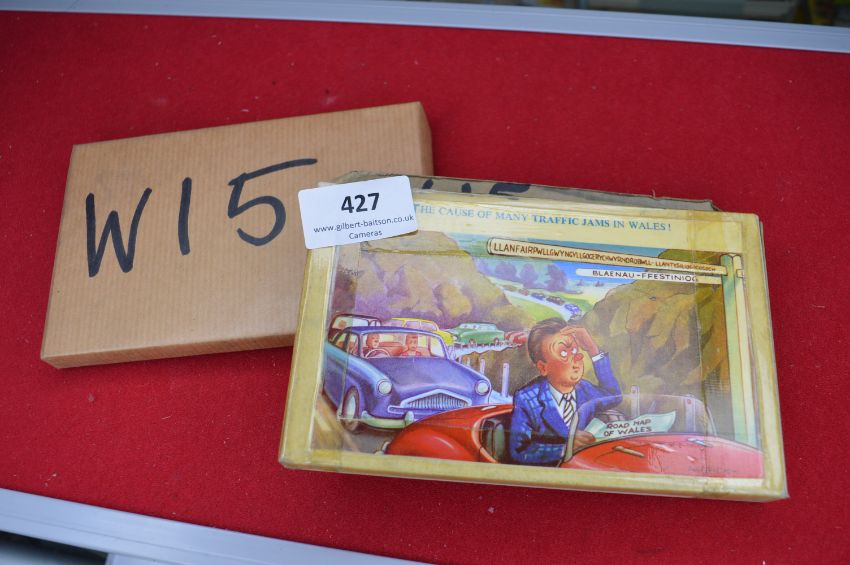 W15
427
www.gilbert-baitson.co.uk
Cameras
THE CAUSE OF MANY TRAFFIC JAMS IN WALES!
LLANFAIRPWLLGWYNGYLLGOGERYCHWYRNDROBWLL-LLANTYSILIOGOGOGOCH
BLAENAU-FFESTINIOG
ROAD MAP
OF WALES